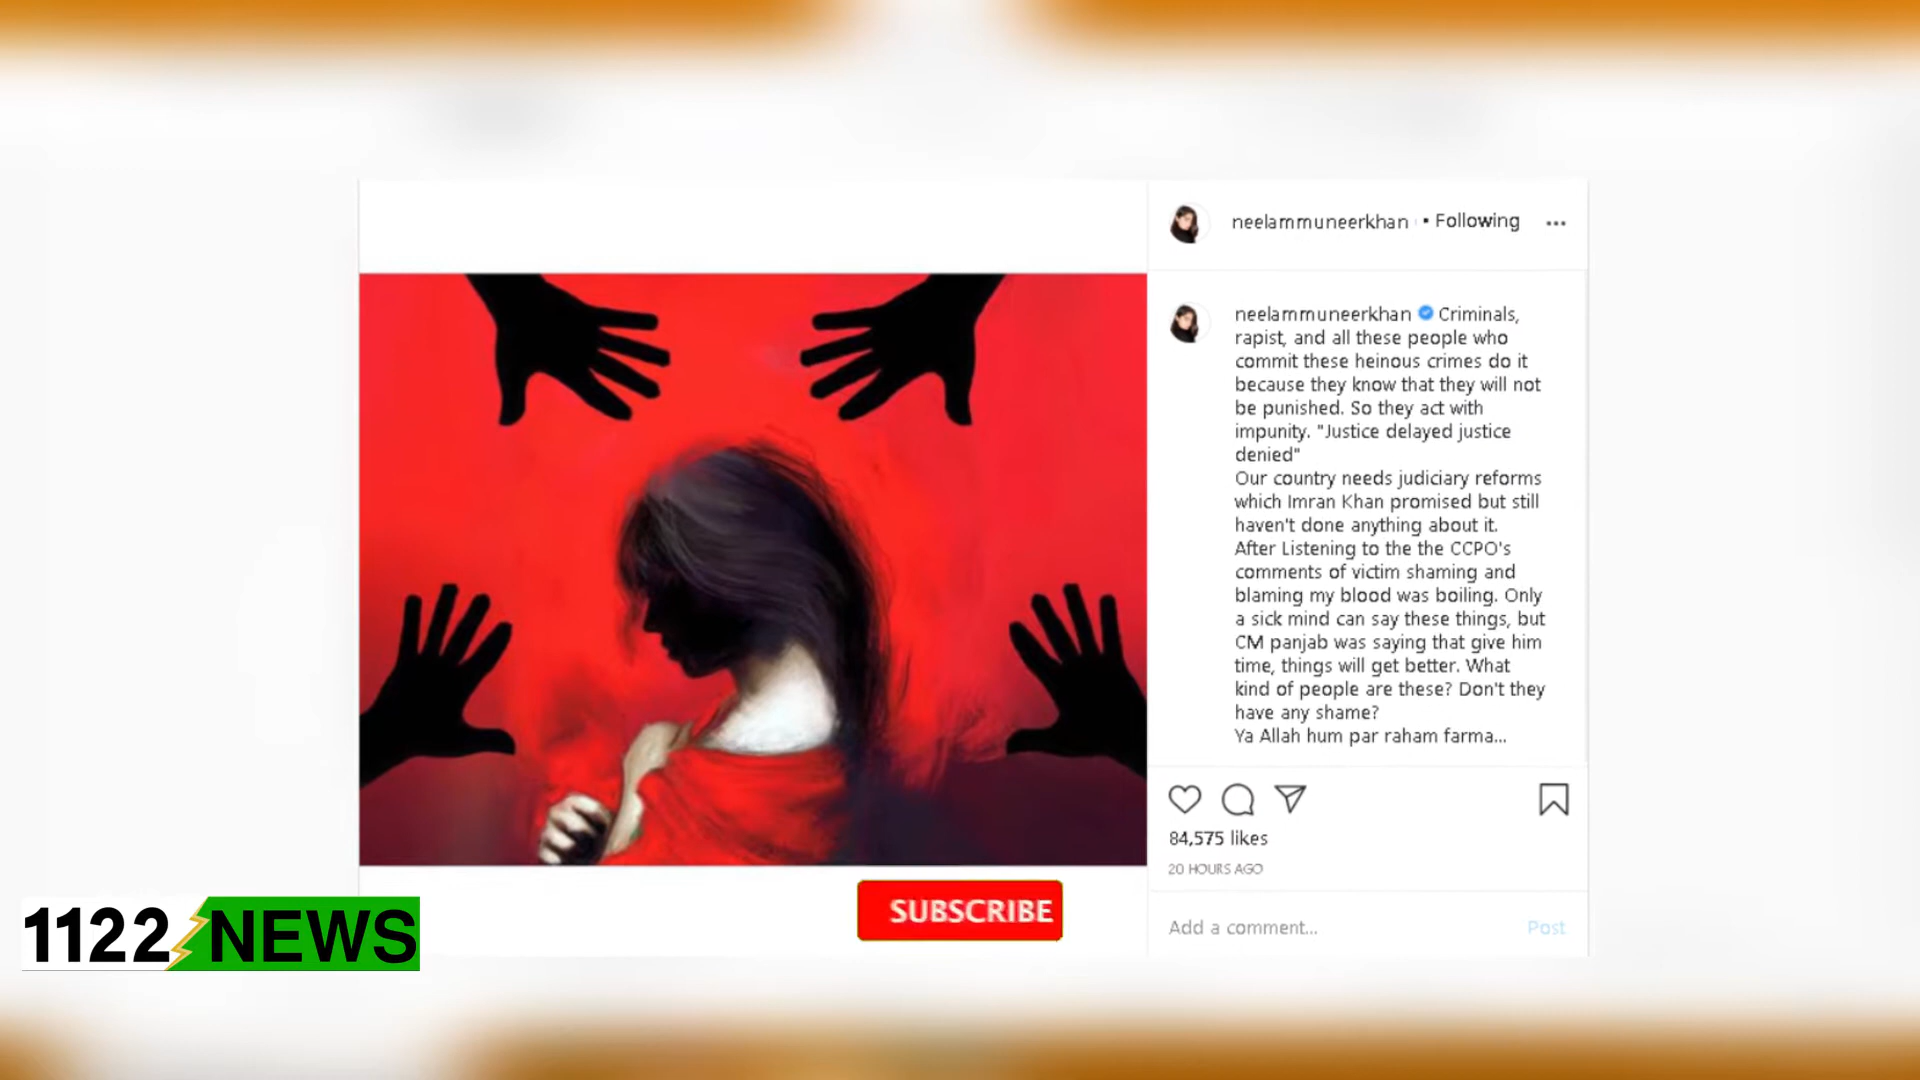 neelammuneerkhan • Following ...
neelammuneerkhan Criminals,
rapist, and all these people who
commit these heinous crimes do it
because they know that they will not
be punished. So they act with
impunity. "Justice delayed justice
denied"
Our country needs judiciary reforms
which Imran Khan promised but still
haven't done anything about it.
After Listening to the the CCPO's
comments of victim shaming and
blaming my blood was boiling. Only
a sick mind can say these things, but
CM panjab was saying that give him
time, things will get better. What
kind of people are these? Don't they
have any shame?
Ya Allah hum par raham farma...
84,575 likes
20 HOURS AGO
Add a comment... Post
SUBSCRIBE
1122 NEWS